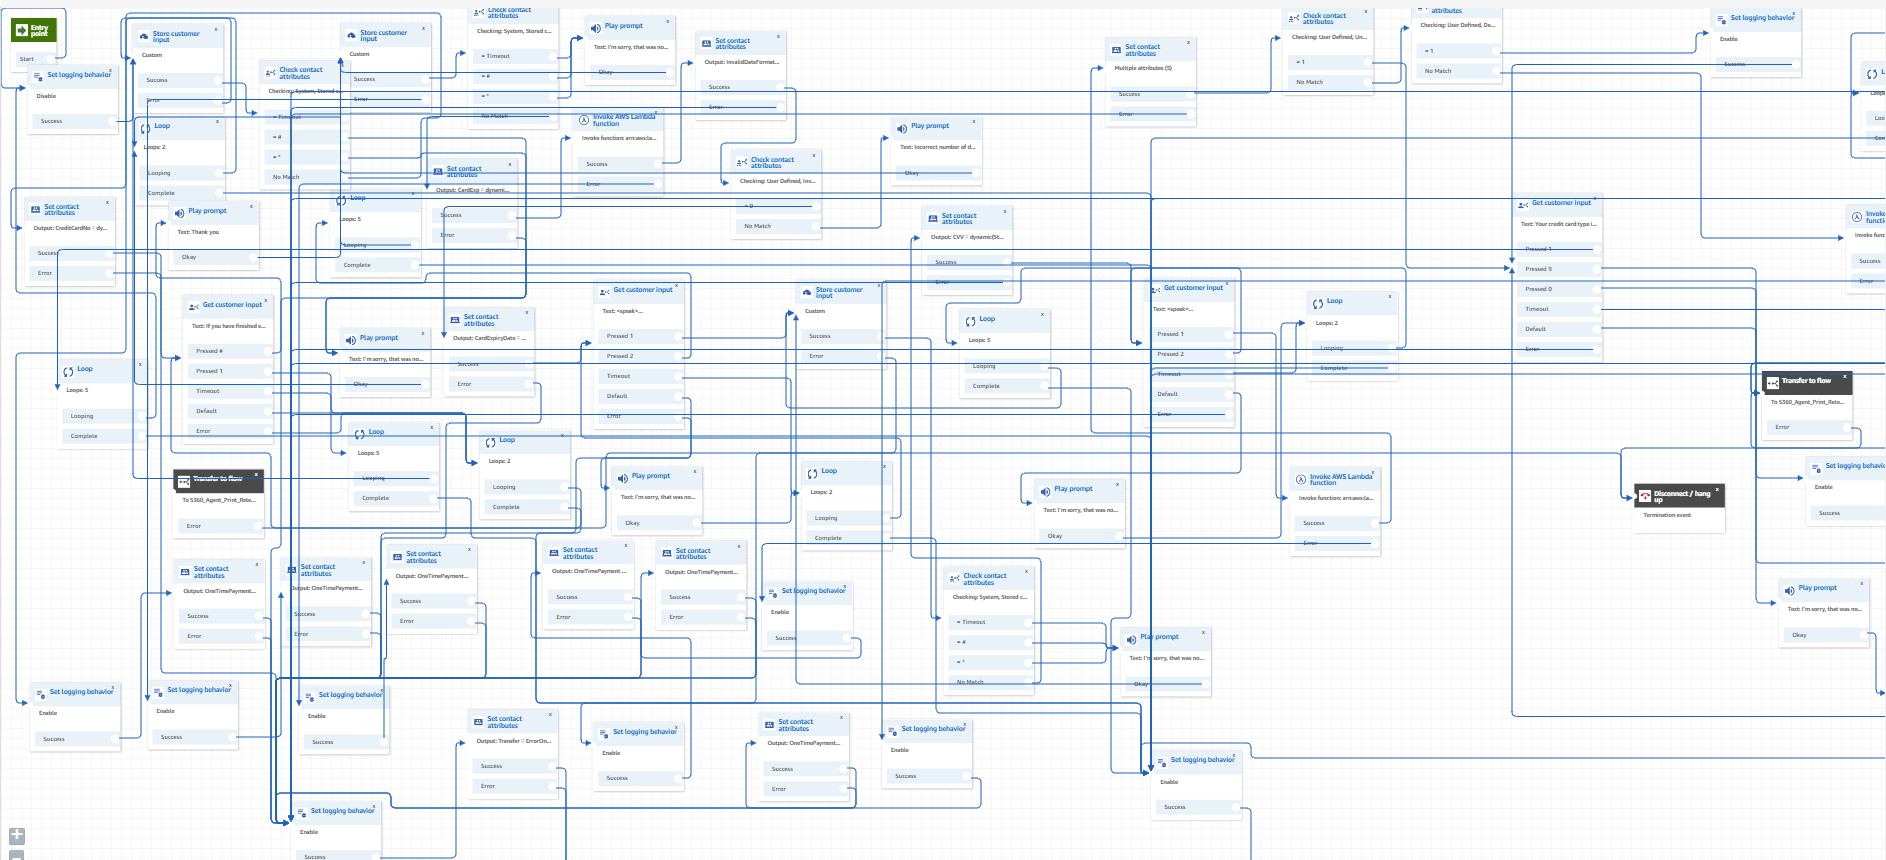 Entry
point
Start
Set logging behavior
Disable
Success
Store customer
input
Custom
Success
Error
Loop
Loops: 2
Looping
Complete
Check contact
attributes
Checking: System, Stored c...
= Timeout
= #
= *
No Match
Store customer
input
Custom
Success
Error
Check contact
attributes
Checking: System, Stored c...
= Timeout
= #
= *
No Match
Play prompt
Text: I'm sorry, that was no...
Okay
Set contact
attributes
Output: InvalidDateFormat...
Success
Error
Invoke AWS Lambda
function
Invoke function: arn:aws:la...
Success
Error
Check contact
attributes
Checking: User Defined, Inv...
= 0
No Match
Play prompt
Text: Incorrect number of d...
Okay
Set contact
attributes
Multiple attributes (5)
Success
Error
Check contact
attributes
Checking: User Defined, Un...
= 1
No Match
attributes
Checking: User Defined, De...
= 1
No Match
Set logging behavior
Enable
Success
Set contact
attributes
Output: CreditCardNo = dy...
Success
Error
Play prompt
Text: Thank you
Okay
Loop
Loops: 5
Looping
Complete
Set contact
attributes
Output: CardExp = dynami...
Success
Error
Set contact
attributes
Output: CVV = dynamic(St...
Success
Error
Get customer input
Text: Your credit card type i...
Pressed 1
Pressed 9
Pressed 0
Timeout
Default
Error
Invoke
functi
Invoke func
Success
Error
Get customer input
Text: If you have finished e...
Pressed #
Pressed 1
Timeout
Default
Error
Play prompt
Text: I'm sorry, that was no...
Okay
Set contact
attributes
Output: CardExpiryDate = ...
Success
Error
Get customer input
Text: <speak>...
Pressed 1
Pressed 2
Timeout
Default
Error
Store customer
input
Custom
Success
Error
Loop
Loops: 5
Looping
Complete
Get customer input
Text: <speak>...
Pressed 1
Pressed 2
Timeout
Default
Error
Loop
Loops: 2
Looping
Complete
Loop
Loops: 5
Looping
Complete
Transfer to flow
To S360_Agent_Print_Rete...
Error
Loop
Loops: 5
Looping
Complete
Loop
Loops: 2
Looping
Complete
Play prompt
Text: I'm sorry, that was no...
Okay
Loop
Loops: 2
Looping
Complete
Play prompt
Text: I'm sorry, that was no...
Okay
Invoke AWS Lambda
function
Invoke function: arn:aws:la...
Success
Error
Transfer to flow
To S360_Agent_Print_Rete...
Error
Disconnect / hang
up
Termination event
Set logging behavior
Enable
Success
Set contact
attributes
Output: OneTimePayment...
Success
Error
Set contact
attributes
Output: OneTimePayment...
Success
Error
Set contact
attributes
Output: OneTimePayment...
Success
Error
Set contact
attributes
Output: OneTimePayment ...
Success
Error
Set contact
attributes
Output: OneTimePayment...
Success
Error
Set logging behavior
Enable
Success
Check contact
attributes
Checking: System, Stored c...
= Timeout
= #
= *
No Match
Play prompt
Text: I'm sorry, that was no...
Okay
Play prompt
Text: I'm sorry, that was no...
Okay
Set logging behavior
Enable
Success
Set logging behavior
Enable
Success
Set logging behavior
Enable
Success
Set contact
attributes
Output: Transfer = ErrorOn...
Success
Error
Set logging behavior
Enable
Success
Set contact
attributes
Output: OneTimePayment...
Success
Error
Set logging behavior
Enable
Success
Set logging behavior
Enable
Success
Set logging behavior
Enable
Success